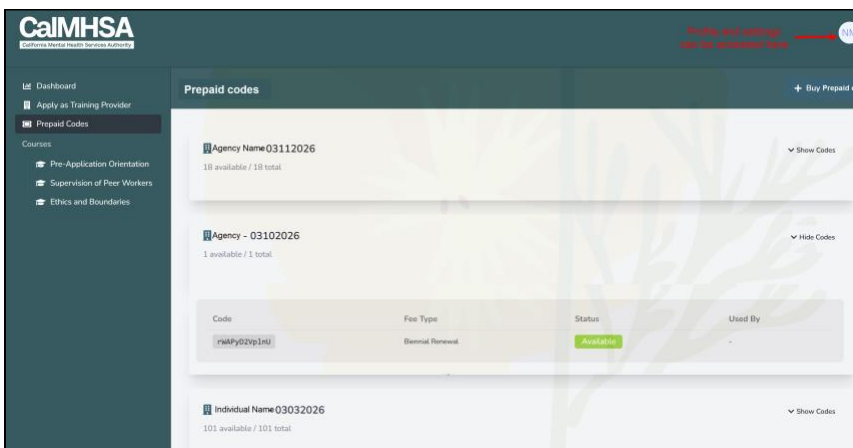 CalMHSA
California Mental Health Services Authority
Profile and settings
can be accessed here
NM
Dashboard
Apply as Training Provider
Prepaid Codes
Courses
Pre-Application Orientation
Supervision of Peer Workers
Ethics and Boundaries
Prepaid codes
+ Buy Prepaid
Agency Name 03112026
Show Codes
18 available / 18 total
Agency - 03102026
Hide Codes
1 available / 1 total
Code Fee Type Status Used By
rWAPyD2Vp1nU Biennial Renewal Available -
Individual Name 03032026
Show Codes
101 available / 101 total